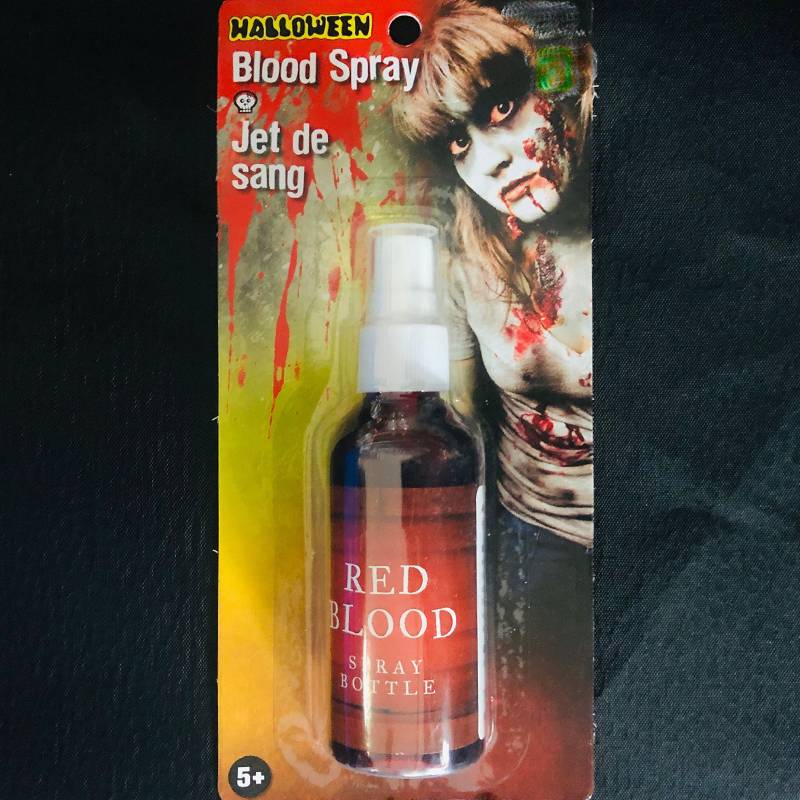 HALLOWEEN
Blood Spray
Jet de
sang
RED
BLOOD
SPRAY
BOTTLE
5+